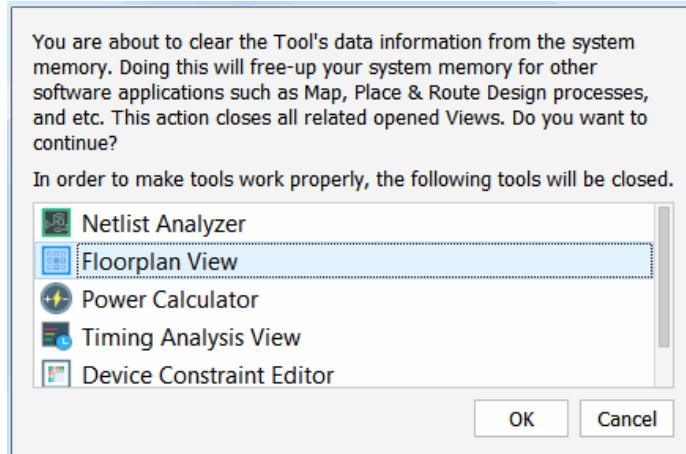 You are about to clear the Tool's data information from the system
memory. Doing this will free-up your system memory for other
software applications such as Map, Place & Route Design processes,
and etc. This action closes all related opened Views. Do you want to
continue?
In order to make tools work properly, the following tools will be closed.
Netlist Analyzer
Floorplan View
Power Calculator
Timing Analysis View
Device Constraint Editor
OK Cancel